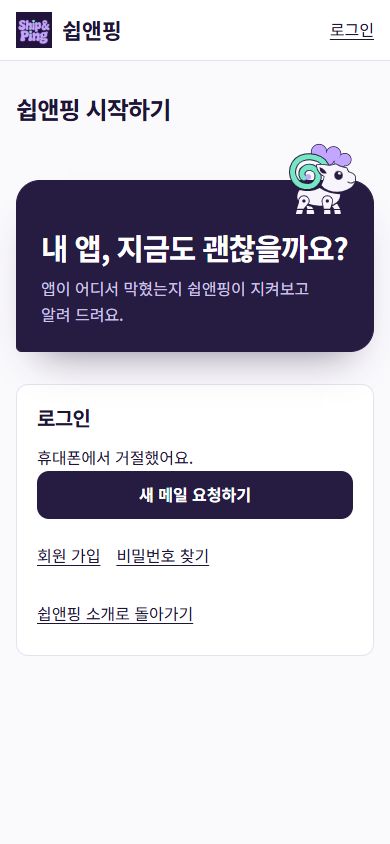 Ship&
Ping
쉽앤핑
로그인
쉽앤핑 시작하기
내 앱, 지금도 괜찮을까요?
앱이 어디서 막혔는지 쉽앤핑이 지켜보고
알려 드려요.
로그인
휴대폰에서 거절했어요.
새 메일 요청하기
회원 가입 비밀번호 찾기
쉽앤핑 소개로 돌아가기